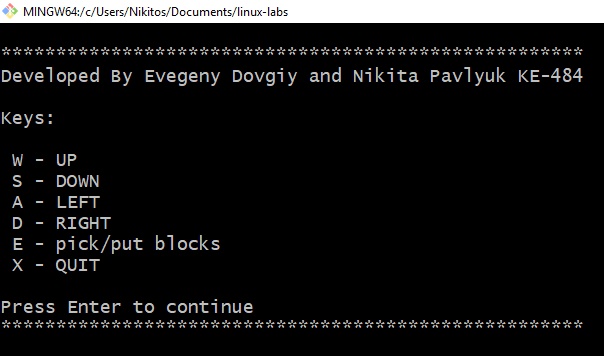 MINGW64:/c/Users/Nikitos/Documents/linux-labs
*****************************************************
Developed By Evegeny Dovgiy and Nikita Pavlyuk KE-484
Keys:
W - UP
S - DOWN
A - LEFT
D - RIGHT
E - pick/put blocks
X - QUIT
Press Enter to continue
*****************************************************